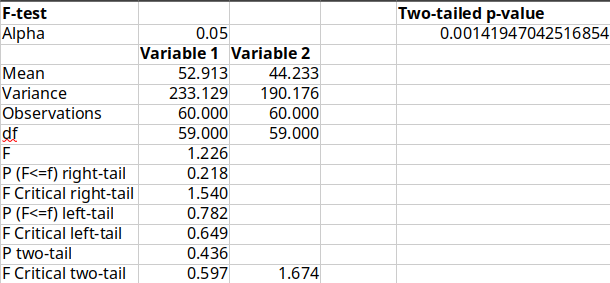 F-test Two-tailed p-value
Alpha 0.05 0.00141947042516854
Variable 1 Variable 2
Mean 52.913 44.233
Variance 233.129 190.176
Observations 60.000 60.000
df 59.000 59.000
F 1.226
P (F<=f) right-tail 0.218
F Critical right-tail 1.540
P (F<=f) left-tail 0.782
F Critical left-tail 0.649
P two-tail 0.436
F Critical two-tail 0.597 1.674